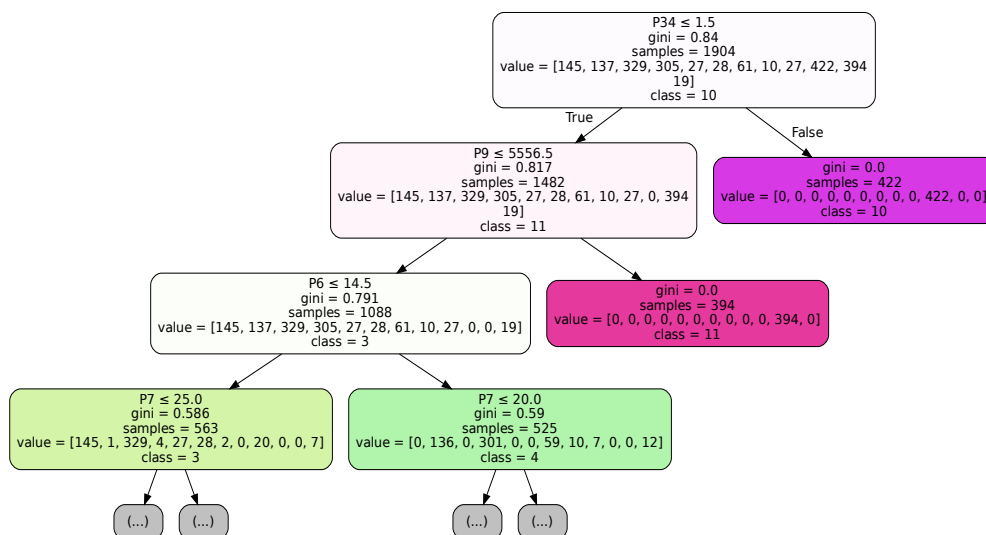 P34 ≤ 1.5
gini = 0.84
samples = 1904
value = [145, 137, 329, 305, 27, 28, 61, 10, 27, 422, 394
19]
class = 10
True
False
P9 ≤ 5556.5
gini = 0.817
samples = 1482
value = [145, 137, 329, 305, 27, 28, 61, 10, 27, 0, 394
19]
class = 11
gini = 0.0
samples = 422
value = [0, 0, 0, 0, 0, 0, 0, 0, 0, 422, 0, 0]
class = 10
P6 ≤ 14.5
gini = 0.791
samples = 1088
value = [145, 137, 329, 305, 27, 28, 61, 10, 27, 0, 0, 19]
class = 3
gini = 0.0
samples = 394
value = [0, 0, 0, 0, 0, 0, 0, 0, 0, 0, 394, 0]
class = 11
P7 ≤ 25.0
gini = 0.586
samples = 563
value = [145, 1, 329, 4, 27, 28, 2, 0, 20, 0, 0, 7]
class = 3
P7 ≤ 20.0
gini = 0.59
samples = 525
value = [0, 136, 0, 301, 0, 0, 59, 10, 7, 0, 0, 12]
class = 4
(...)
(...)
(...)
(...)